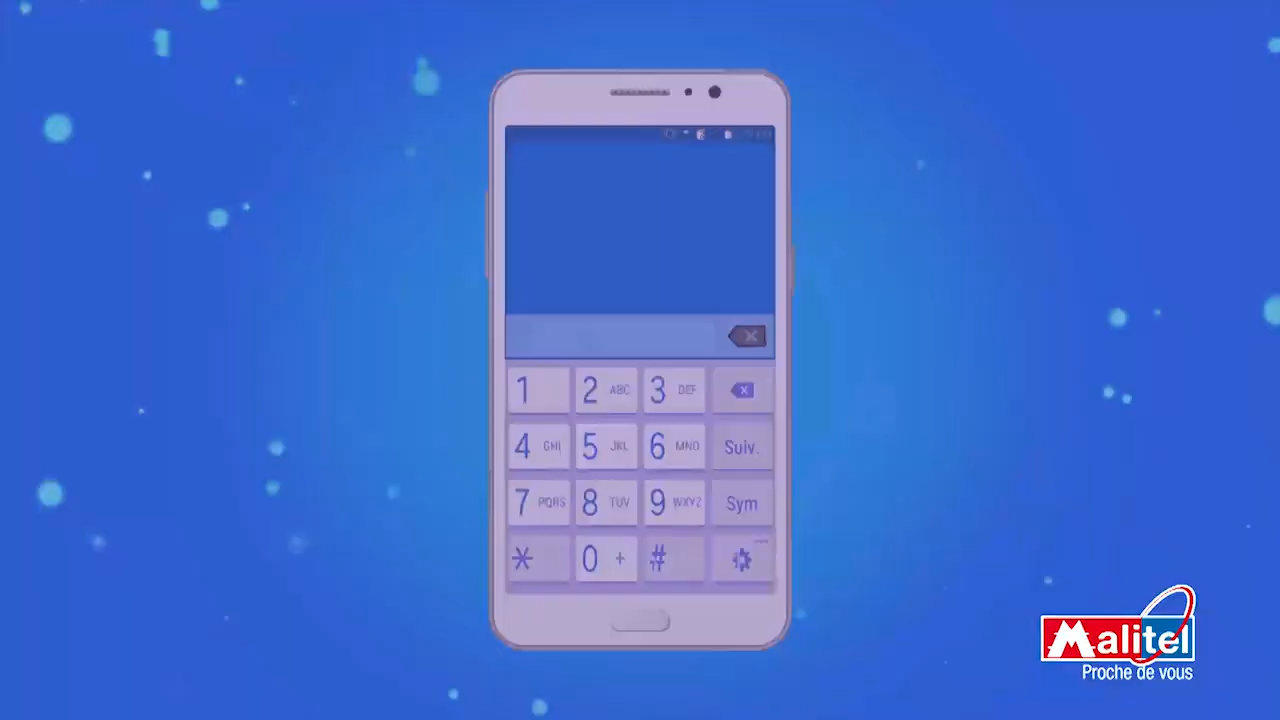 1
2 ABC
3 DEF
4 GHI
5 JKL
6 MNO
Suiv.
7 PQRS
8 TUV
9 WXYZ
Sym
*
0 +
#
Malitel
Proche de vous